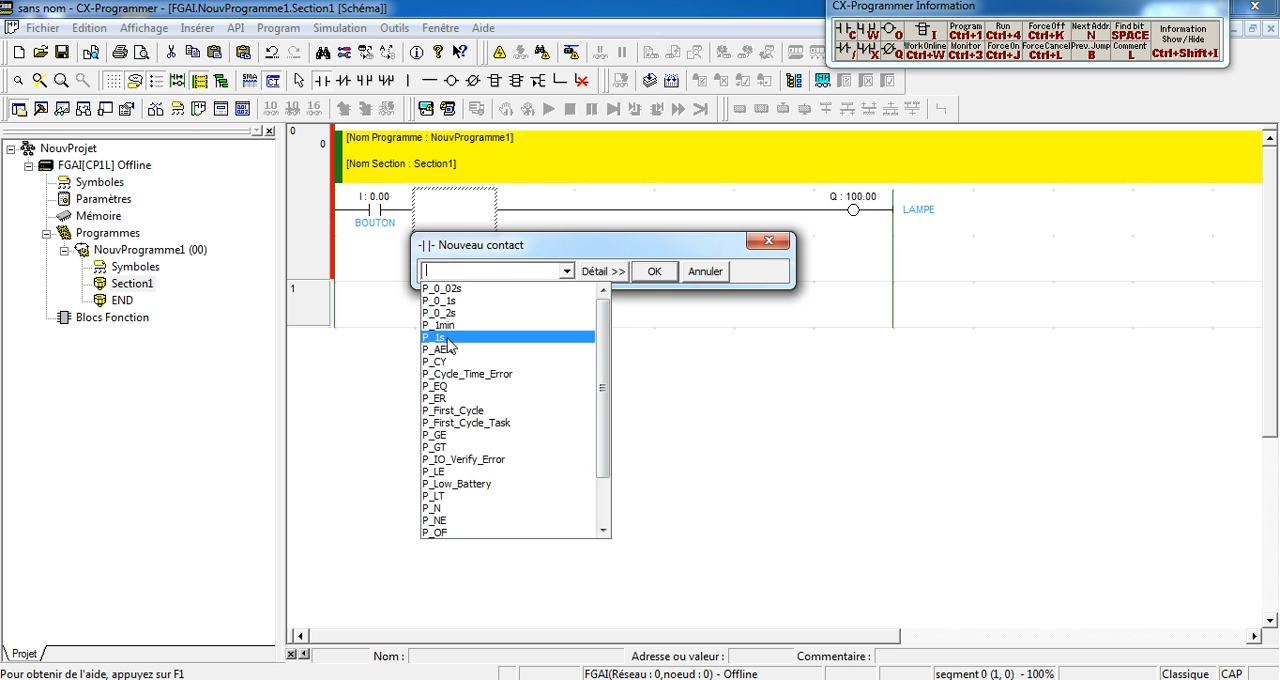 sans nom - CX-Programmer - [FGAI.NouvProgramme1.Section1 [Schéma]]
CX-Programmer Information
Fichier Edition Affichage Insérer API Program Simulation Outils Fenêtre Aide
C W O I Program Ctrl+1 Run Ctrl+4 Force Off Ctrl+K Next Addr. N Find bit SPACE
/ X Q Work Online Ctrl+W Monitor Ctrl+3 Force On Ctrl+J Force Cancel Ctrl+L Prev. Jump B Comment L
Information Show/Hide Ctrl+Shift+I
10 10 16
NouvProjet
FGAI[CP1L] Offline
Symboles
Paramètres
Mémoire
Programmes
NouvProgramme1 (00)
Symboles
Section1
END
Blocs Fonction
Projet
0
0
[Nom Programme : NouvProgramme1]
[Nom Section : Section1]
I : 0.00
BOUTON
Q : 100.00
LAMPE
1
-| |- Nouveau contact
Détail >> OK Annuler
P_0_02s
P_0_1s
P_0_2s
P_1min
P_1s
P_AE
P_CY
P_Cycle_Time_Error
P_EQ
P_ER
P_First_Cycle
P_First_Cycle_Task
P_GE
P_GT
P_IO_Verify_Error
P_LE
P_Low_Battery
P_LT
P_N
P_NE
P_OF
Nom : Adresse ou valeur : Commentaire :
Pour obtenir de l'aide, appuyez sur F1
FGAI(Réseau : 0,noeud : 0) - Offline
segment 0 (1, 0) - 100%
Classique CAP